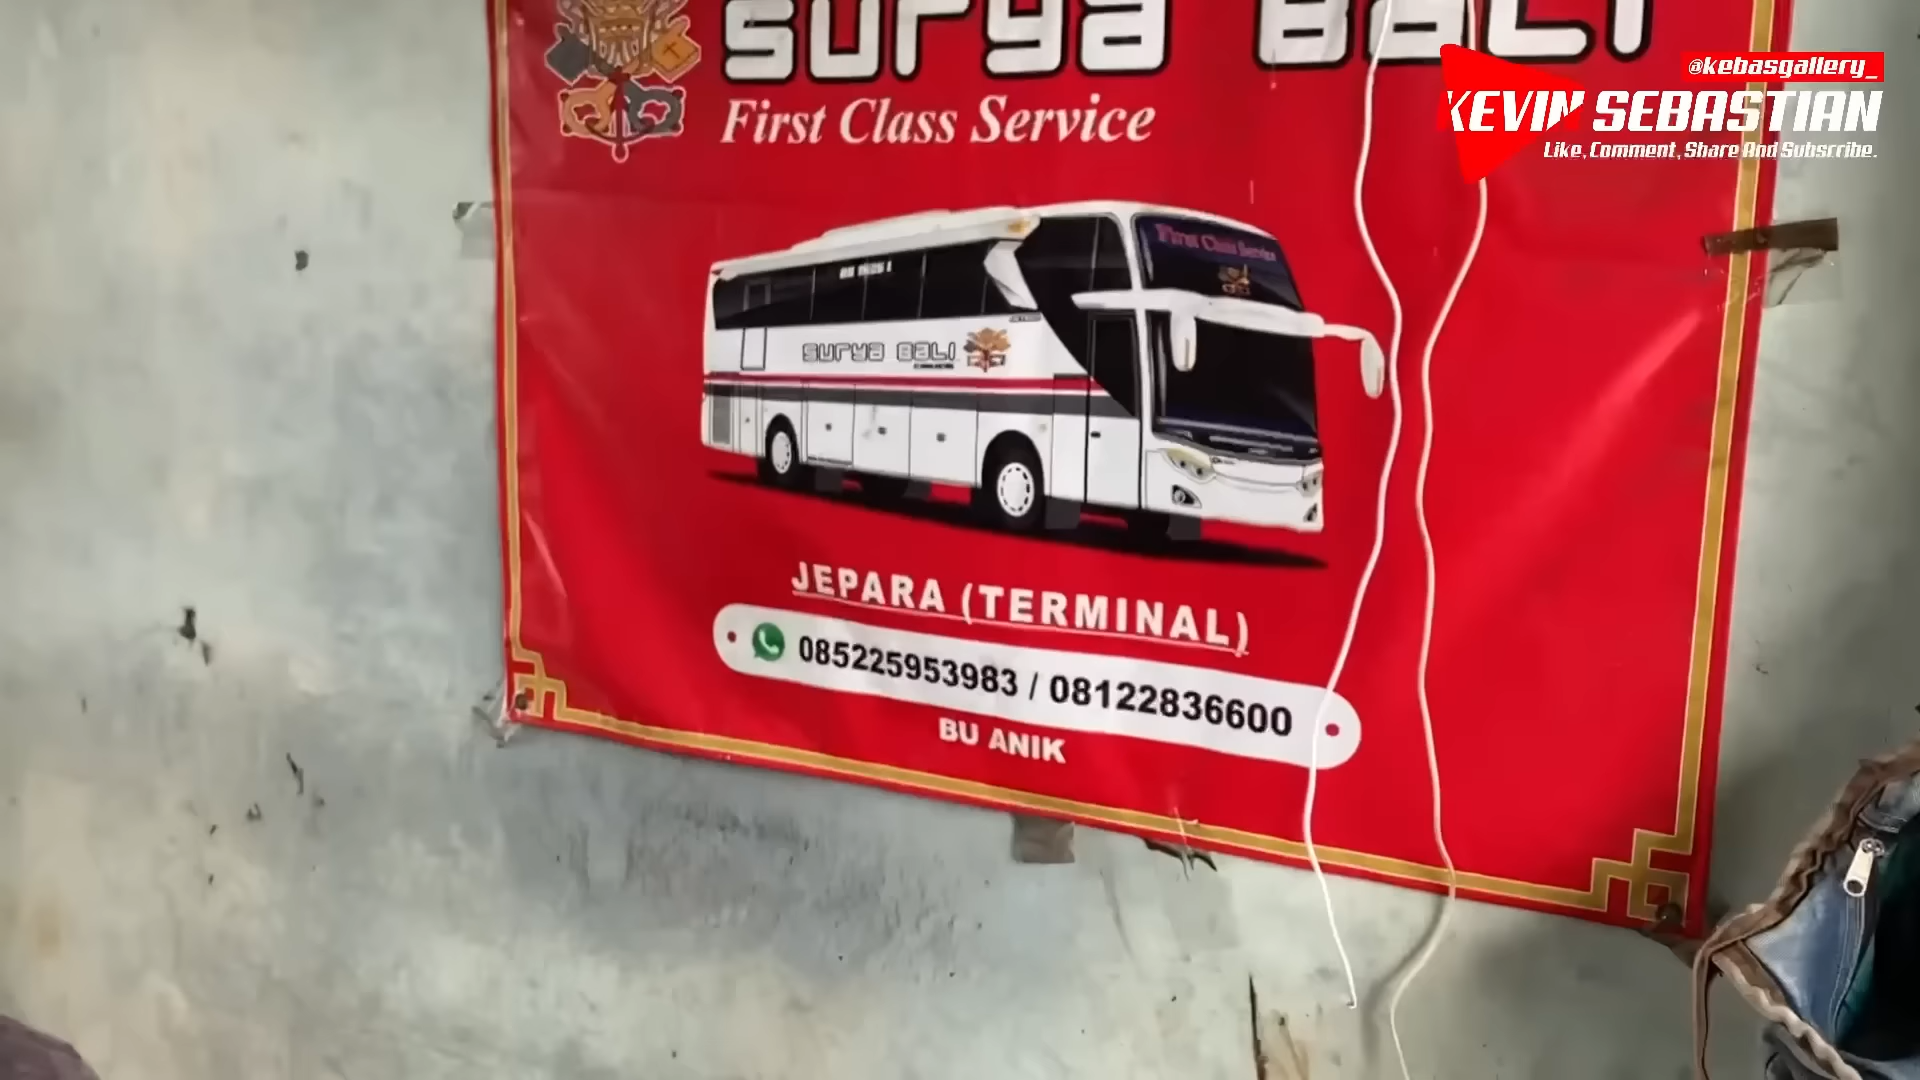 surya Bali
@kebasgallery_
KEVIN SEBASTIAN
Like, Comment, Share And Subscribe.
First Class Service
First Class Service
surya Bali
JEPARA (TERMINAL)
085225953983 / 08122836600
BU ANIK